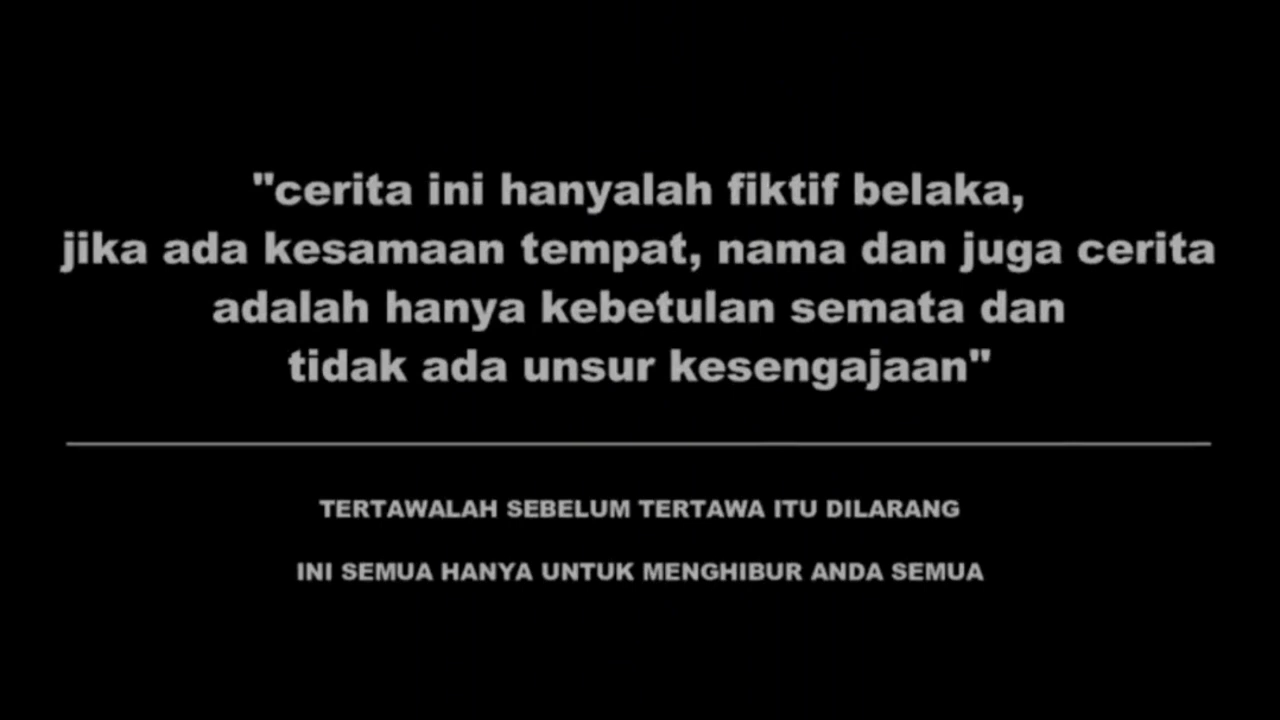 "cerita ini hanyalah fiktif belaka,
jika ada kesamaan tempat, nama dan juga cerita
adalah hanya kebetulan semata dan
tidak ada unsur kesengajaan"
TERTAWALAH SEBELUM TERTAWA ITU DILARANG
INI SEMUA HANYA UNTUK MENGHIBUR ANDA SEMUA